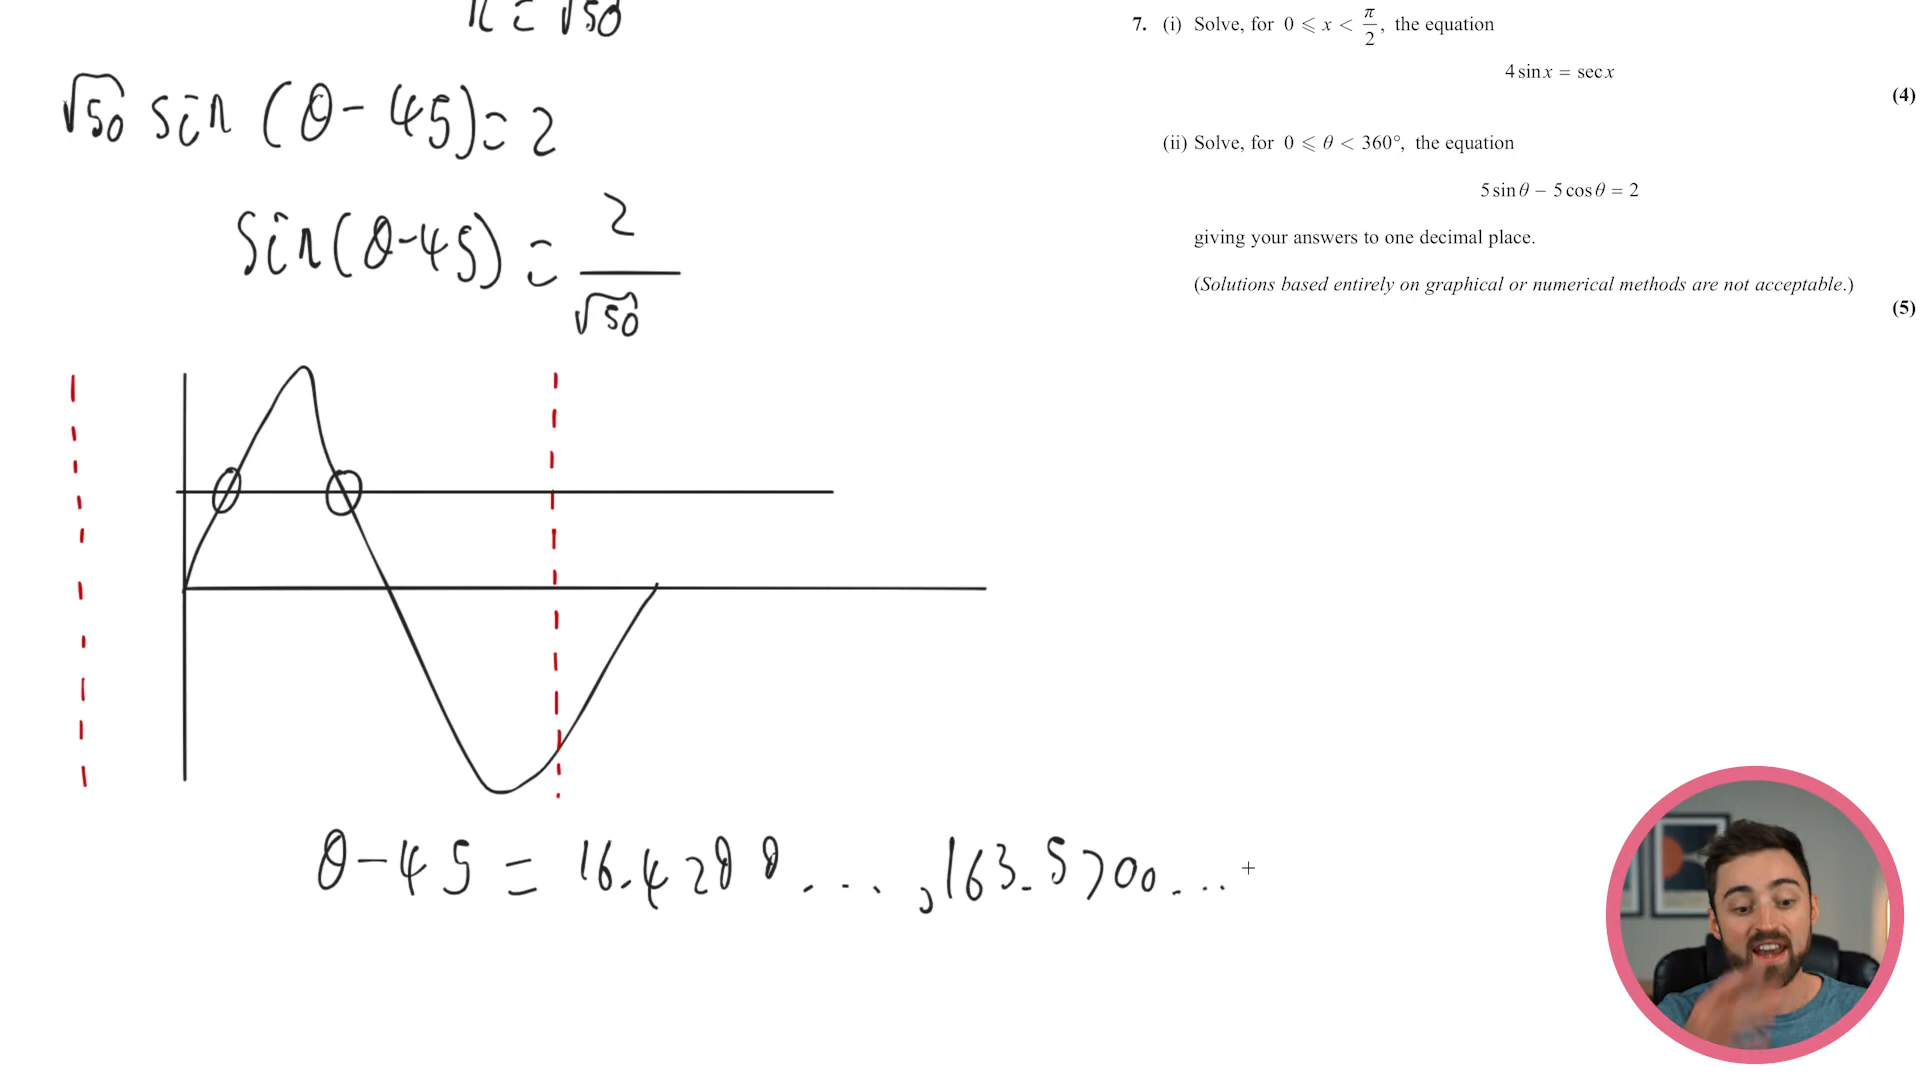 R = √50
√50 sin (θ - 45) = 2
sin(θ-45) = 2/√50
θ - 45 = 16.4299..., 163.5700...
7. (i) Solve, for 0 ⩽ x < π/2, the equation
4 sin x = sec x
(4)
(ii) Solve, for 0 ⩽ θ < 360°, the equation
5 sin θ – 5 cos θ = 2
giving your answers to one decimal place.
(Solutions based entirely on graphical or numerical methods are not acceptable.)
(5)